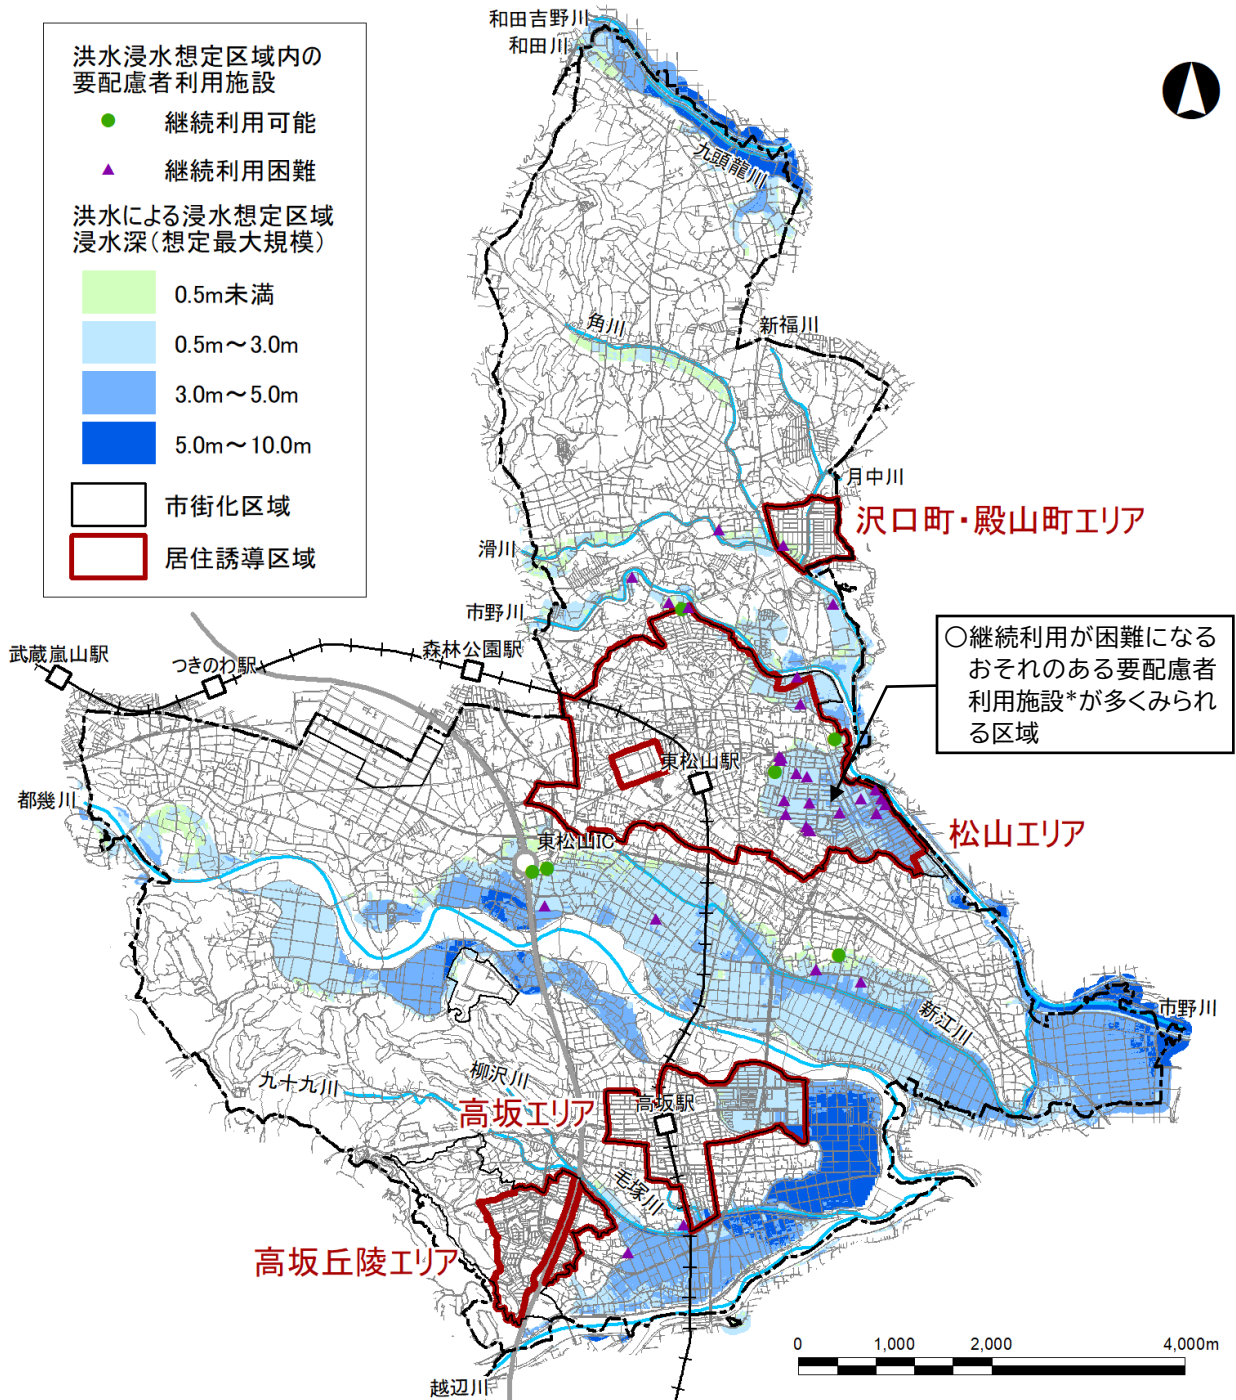 洪水浸水想定区域内の
要配慮者利用施設
継続利用可能
継続利用困難
洪水による浸水想定区域
浸水深(想定最大規模)
0.5m未満
0.5m～3.0m
3.0m～5.0m
5.0m～10.0m
市街化区域
居住誘導区域
和田吉野川
和田川
九頭龍川
角川
新福川
月中川
沢口町・殿山町エリア
滑川
市野川
○継続利用が困難になる
おそれのある要配慮者
利用施設*が多くみられ
る区域
武蔵嵐山駅
つきのわ駅
森林公園駅
東松山駅
都幾川
東松山IC
松山エリア
新江川
市野川
九十九川
柳沢川
高坂エリア
高坂駅
毛塚川
高坂丘陵エリア
越辺川
0 1,000 2,000 4,000m